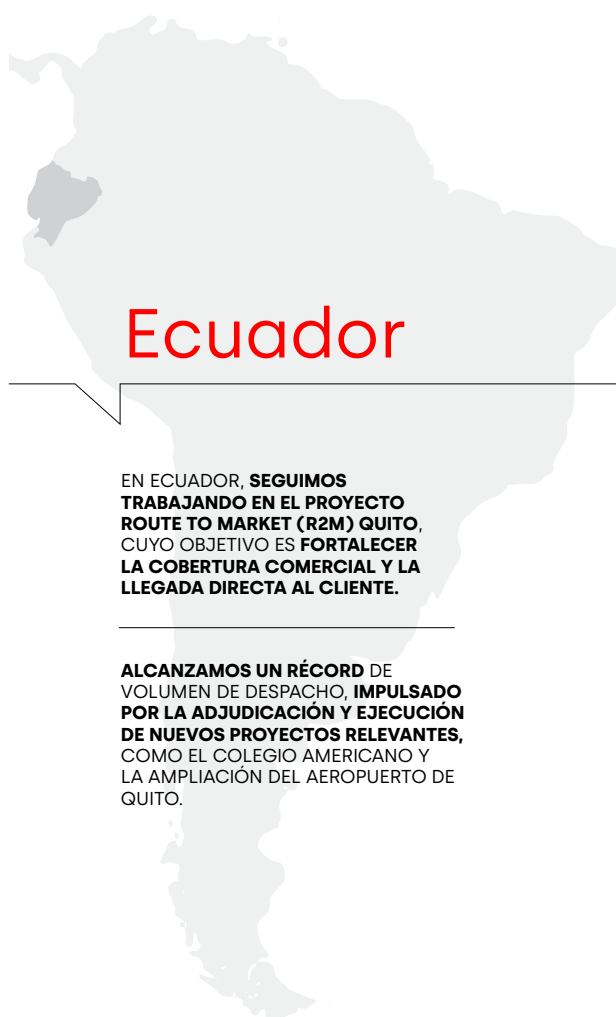 Ecuador
EN ECUADOR, SEGUIMOS
TRABAJANDO EN EL PROYECTO
ROUTE TO MARKET (R2M) QUITO,
CUYO OBJETIVO ES FORTALECER
LA COBERTURA COMERCIAL Y LA
LLEGADA DIRECTA AL CLIENTE.
ALCANZAMOS UN RÉCORD DE
VOLUMEN DE DESPACHO, IMPULSADO
POR LA ADJUDICACIÓN Y EJECUCIÓN
DE NUEVOS PROYECTOS RELEVANTES,
COMO EL COLEGIO AMERICANO Y
LA AMPLIACIÓN DEL AEROPUERTO DE
QUITO.